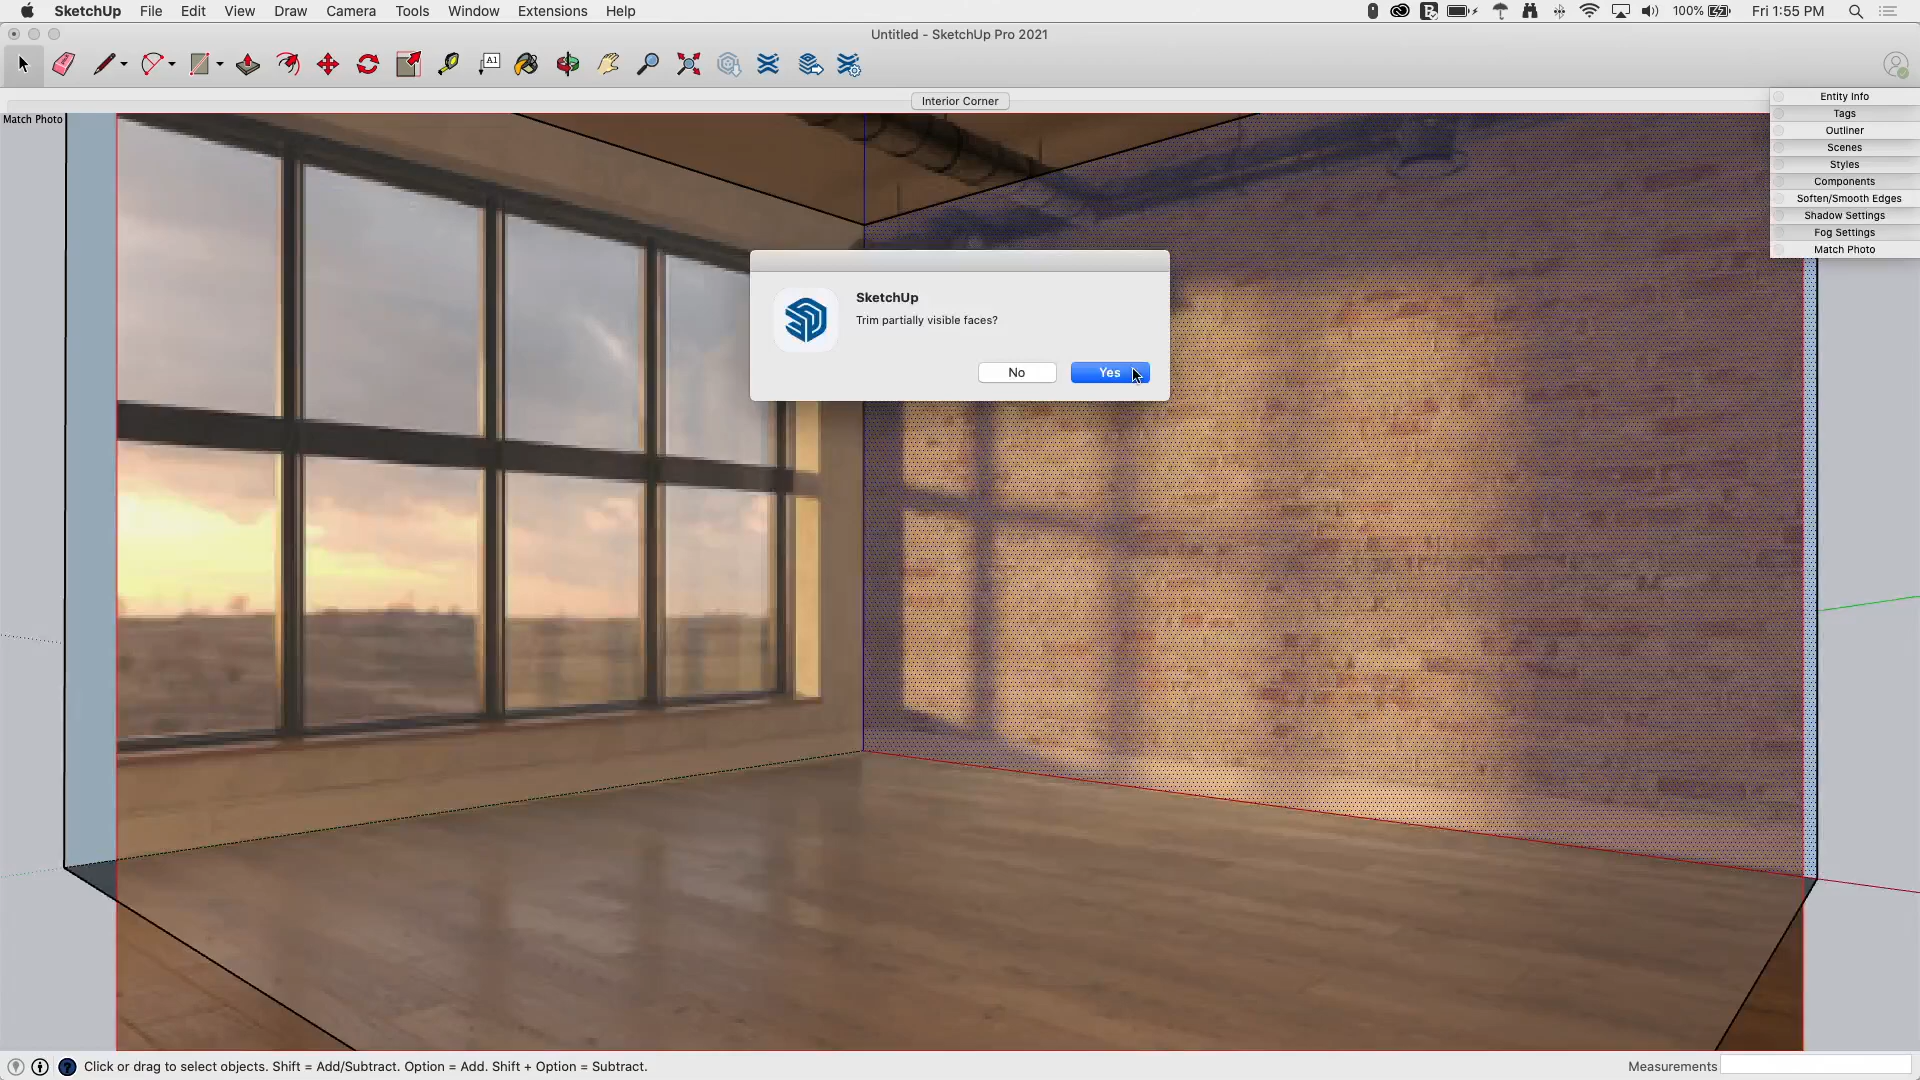 SketchUp File Edit View Draw Camera Tools Window Extensions Help 100% Fri 1:55 PM
Untitled - SketchUp Pro 2021
A1
Interior Corner
Match Photo
Entity Info
Tags
Outliner
Scenes
Styles
Components
Soften/Smooth Edges
Shadow Settings
Fog Settings
Match Photo
SketchUp
Trim partially visible faces?
No Yes
Click or drag to select objects. Shift = Add/Subtract. Option = Add. Shift + Option = Subtract. Measurements